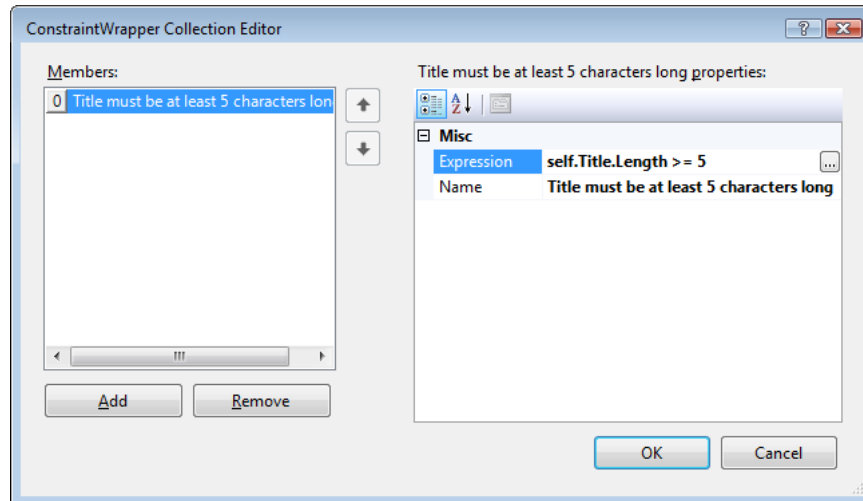 ConstraintWrapper Collection Editor
Members:
Title must be at least 5 characters long properties:
0 Title must be at least 5 characters lon
Misc
Expression self.Title.Length >= 5 ...
Name Title must be at least 5 characters long
Add Remove
OK Cancel